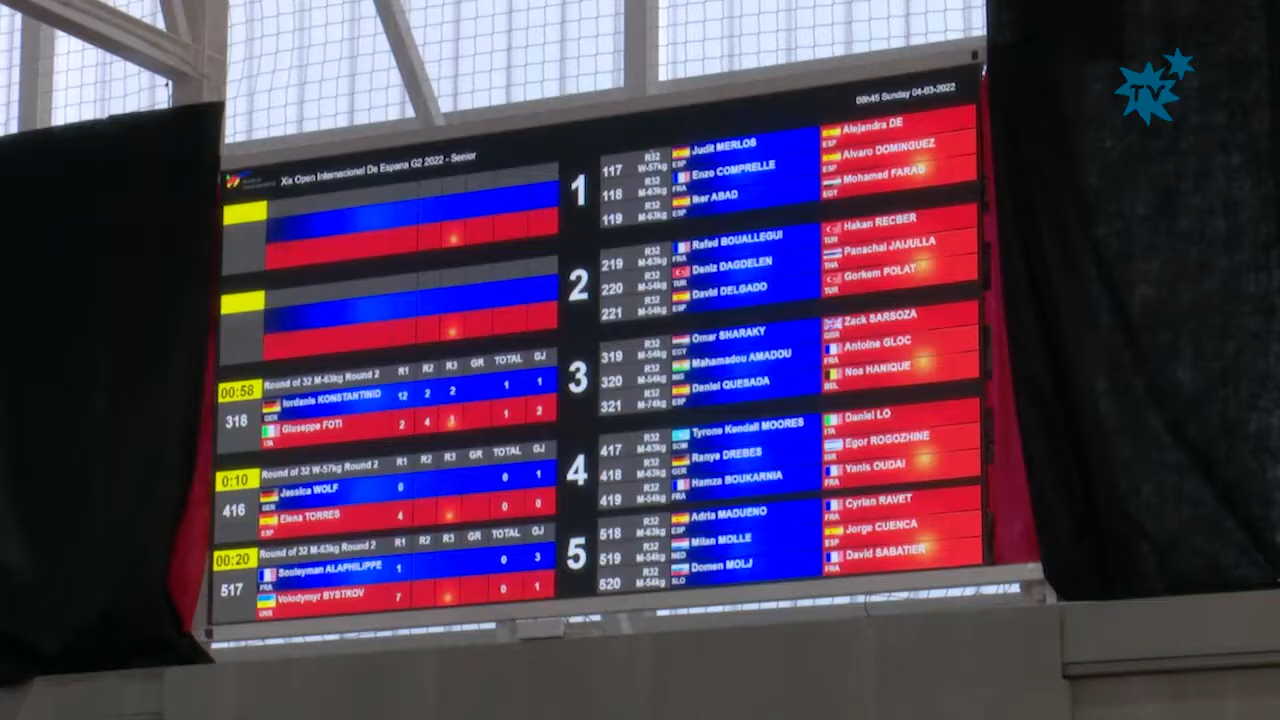 TV
08h45 Sunday 04-03-2022
Xix Open Internacionel De Espana G2 2022 - Senior
1
117 R32 W-57kg ESP Judit MERLOS ESP Alejandra DE
118 R32 M-63kg FRA Enzo COMPRELLE ESP Alvaro DOMINGUEZ
119 R32 M-63kg ESP Iker ABAD EGY Mohamed FARAG
2
219 R32 M-63kg FRA Rafed BOUALLEGUI TUR Hakan RECBER
220 R32 M-54kg TUR Deniz DAGDELEN THA Panachai JAIJULLA
221 R32 M-54kg ESP David DELGADO TUR Gorkem POLAT
00:58 Round of 32 M-63kg Round 2 R1 R2 R3 GR TOTAL GJ
318
GER Iordanis KONSTANTINID 12 2 2 1 1
ITA Giuseppe FOTI 2 4 1 1 2
3
319 R32 M-54kg EGY Omar SHARAKY GBR Zack SARSOZA
320 R32 M-54kg NIG Mahamadou AMADOU FRA Antoine GLOC
321 R32 M-74kg ESP Daniel QUESADA BEL Noa HANIQUE
0:10 Round of 32 W-57kg Round 2 R1 R2 R3 GR TOTAL GJ
416
GER Jessica WOLF 0 0 1
ESP Elena TORRES 4 0 0
4
417 R32 M-63kg SOM Tyrone Kendall MOORES ITA Daniel LO
418 R32 M-63kg GER Ranye DREBES ISR Egor ROGOZHINE
419 R32 M-54kg FRA Hamza BOUKARNIA FRA Yanis OUDAI
00:20 Round of 32 M-63kg Round 2 R1 R2 R3 GR TOTAL GJ
517
FRA Souleyman ALAPHILIPPE 1 0 3
UKR Volodymyr BYSTROV 7 0 1
5
518 R32 M-63kg ESP Adria MADUENO FRA Cyrian RAVET
519 R32 M-54kg NED Milan MOLLE ESP Jorge CUENCA
520 R32 M-54kg SLO Domen MOLJ FRA David SABATIER